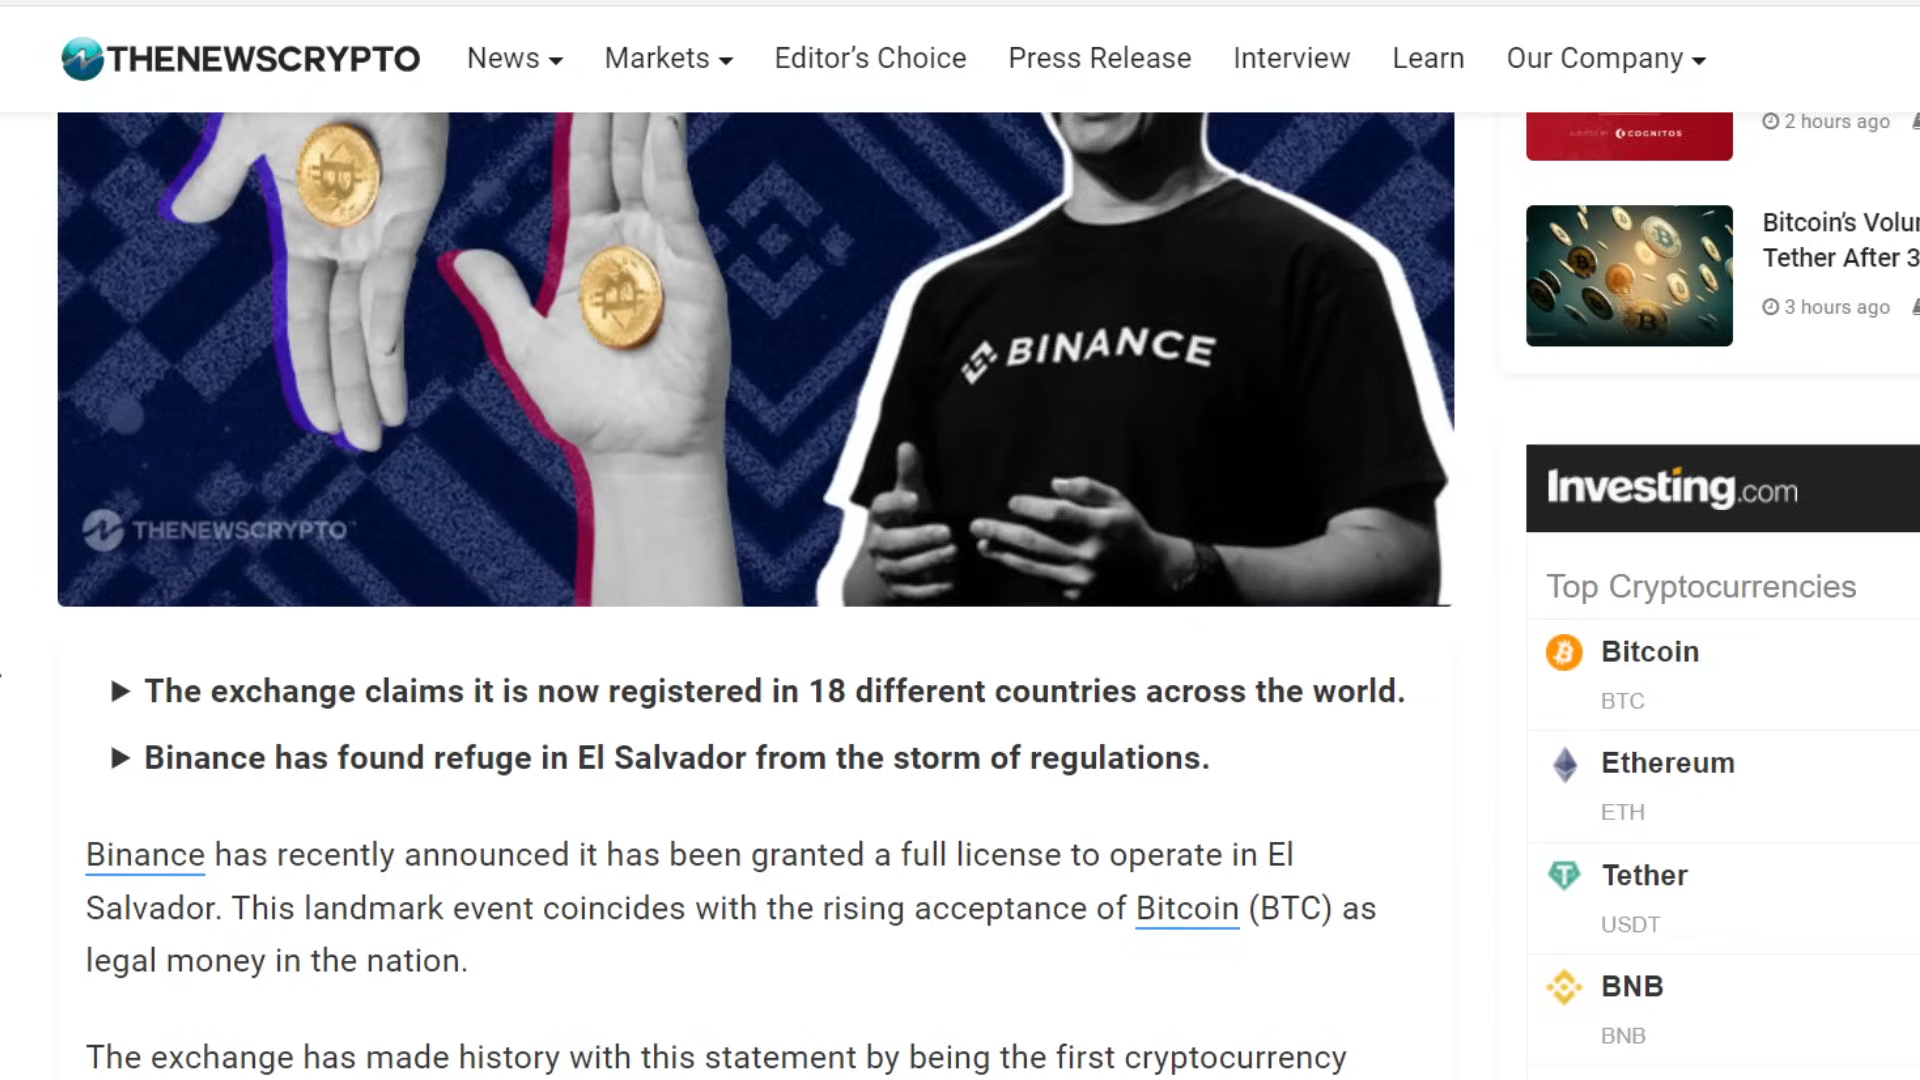 THENEWSCRYPTO News Markets Editor’s Choice Press Release Interview Learn Our Company
COGNITOS
2 hours ago
Bitcoin’s
Tether After 3
3 hours ago
BINANCE
THENEWSCRYPTO
Investing.com
Top Cryptocurrencies
Bitcoin
BTC
Ethereum
ETH
Tether
USDT
BNB
BNB
The exchange claims it is now registered in 18 different countries across the world.
Binance has found refuge in El Salvador from the storm of regulations.
Binance has recently announced it has been granted a full license to operate in El
Salvador. This landmark event coincides with the rising acceptance of Bitcoin (BTC) as
legal money in the nation.
The exchange has made history with this statement by being the first cryptocurrency